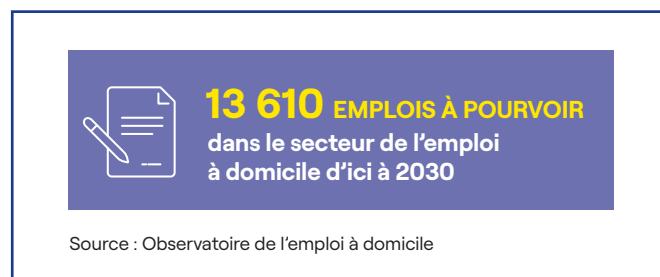 13 610 EMPLOIS À POURVOIR
dans le secteur de l’emploi
à domicile d’ici à 2030
Source : Observatoire de l’emploi à domicile